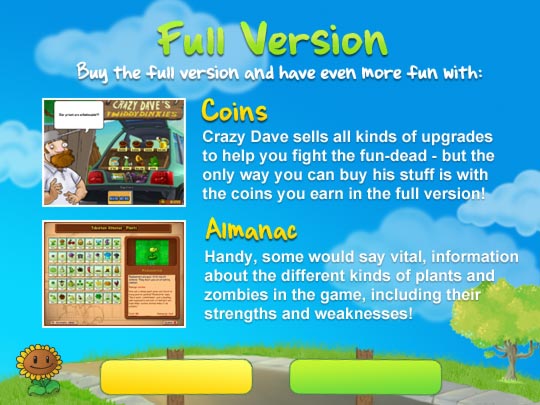 Full Version
Buy the full version and have even more fun with:
CRAZY DAVE'S
TWIDDYDINKIES
Coins
Crazy Dave sells all kinds of upgrades
to help you fight the fun-dead - but the
only way you can buy his stuff is with
the coins you earn in the full version!
Almanac
Handy, some would say vital, information
about the different kinds of plants and
zombies in the game, including their
strengths and weaknesses!